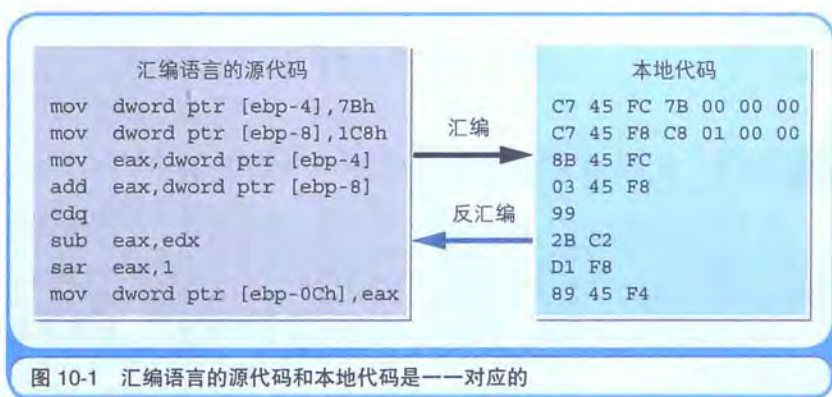 汇编语言的源代码
mov dword ptr [ebp-4],7Bh
mov dword ptr [ebp-8],1C8h
mov eax,dword ptr [ebp-4]
add eax,dword ptr [ebp-8]
cdq
sub eax,edx
sar eax,1
mov dword ptr [ebp-0Ch],eax
汇编
反汇编
本地代码
C7 45 FC 7B 00 00 00
C7 45 F8 C8 01 00 00
8B 45 FC
03 45 F8
99
2B C2
D1 F8
89 45 F4
图 10-1 汇编语言的源代码和本地代码是一一对应的